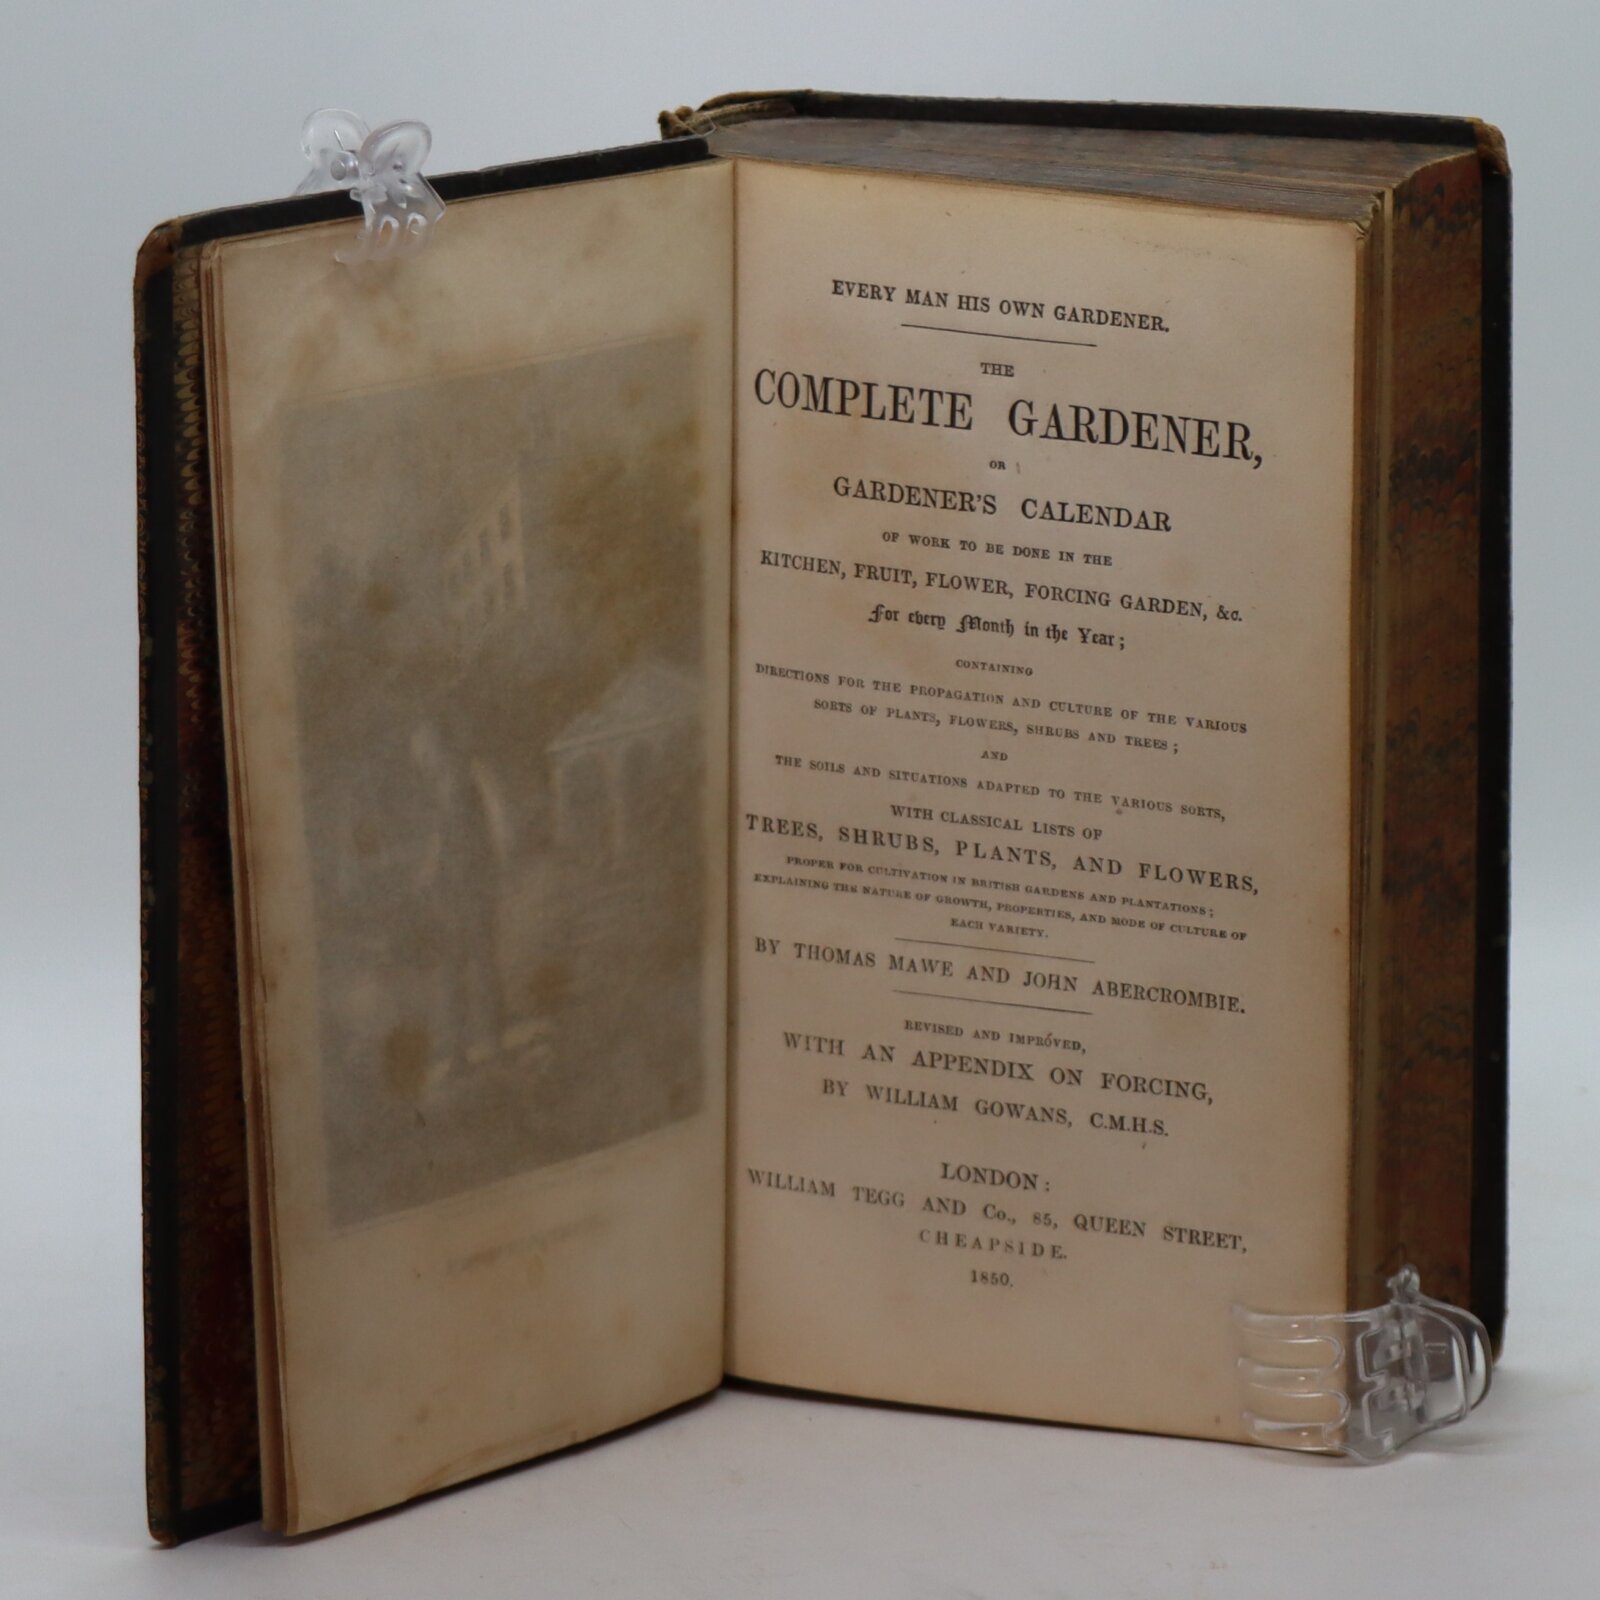 EVERY MAN HIS OWN GARDENER.
THE
COMPLETE GARDENER,
OR
GARDENER'S CALENDAR
OF WORK TO BE DONE IN THE
KITCHEN, FRUIT, FLOWER, FORCING GARDEN, &c.
For every Month in the Year;
CONTAINING
DIRECTIONS FOR THE PROPAGATION AND CULTURE OF THE VARIOUS
SORTS OF PLANTS, FLOWERS, SHRUBS AND TREES;
AND
THE SOILS AND SITUATIONS ADAPTED TO THE VARIOUS SORTS,
WITH CLASSICAL LISTS OF
TREES, SHRUBS, PLANTS, AND FLOWERS,
PROPER FOR CULTIVATION IN BRITISH GARDENS AND PLANTATIONS;
EXPLAINING THE NATURE OF GROWTH, PROPERTIES, AND MODE OF CULTURE OF
EACH VARIETY.
BY THOMAS MAWE AND JOHN ABERCROMBIE.
REVISED AND IMPROVED,
WITH AN APPENDIX ON FORCING,
BY WILLIAM GOWANS, C.M.H.S.
LONDON:
WILLIAM TEGG AND Co., 85, QUEEN STREET,
CHEAPSIDE.
1850.